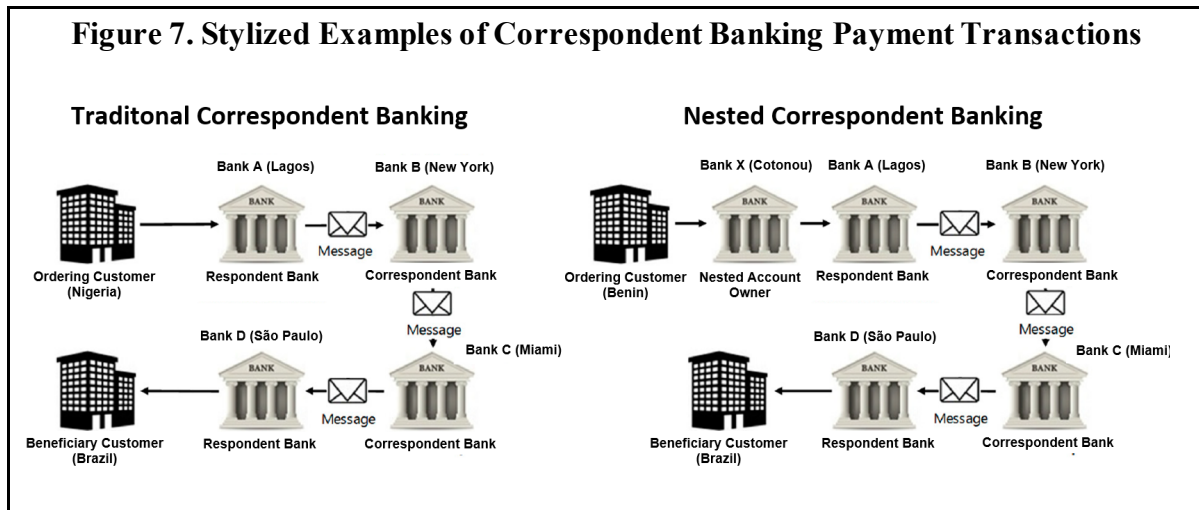 Figure 7. Stylized Examples of Correspondent Banking Payment Transactions
Traditonal Correspondent Banking
Bank A (Lagos)
Bank B (New York)
BANK
BANK
Message
Ordering Customer
(Nigeria)
Respondent Bank
Correspondent Bank
Message
Bank D (São Paulo)
Bank C (Miami)
BANK
BANK
Message
Beneficiary Customer
(Brazil)
Respondent Bank
Correspondent Bank
Nested Correspondent Banking
Bank X (Cotonou)
Bank A (Lagos)
Bank B (New York)
BANK
BANK
BANK
Message
Ordering Customer
(Benin)
Nested Account
Owner
Respondent Bank
Correspondent Bank
Message
Bank D (São Paulo)
Bank C (Miami)
BANK
BANK
Message
Beneficiary Customer
(Brazil)
Respondent Bank
Correspondent Bank